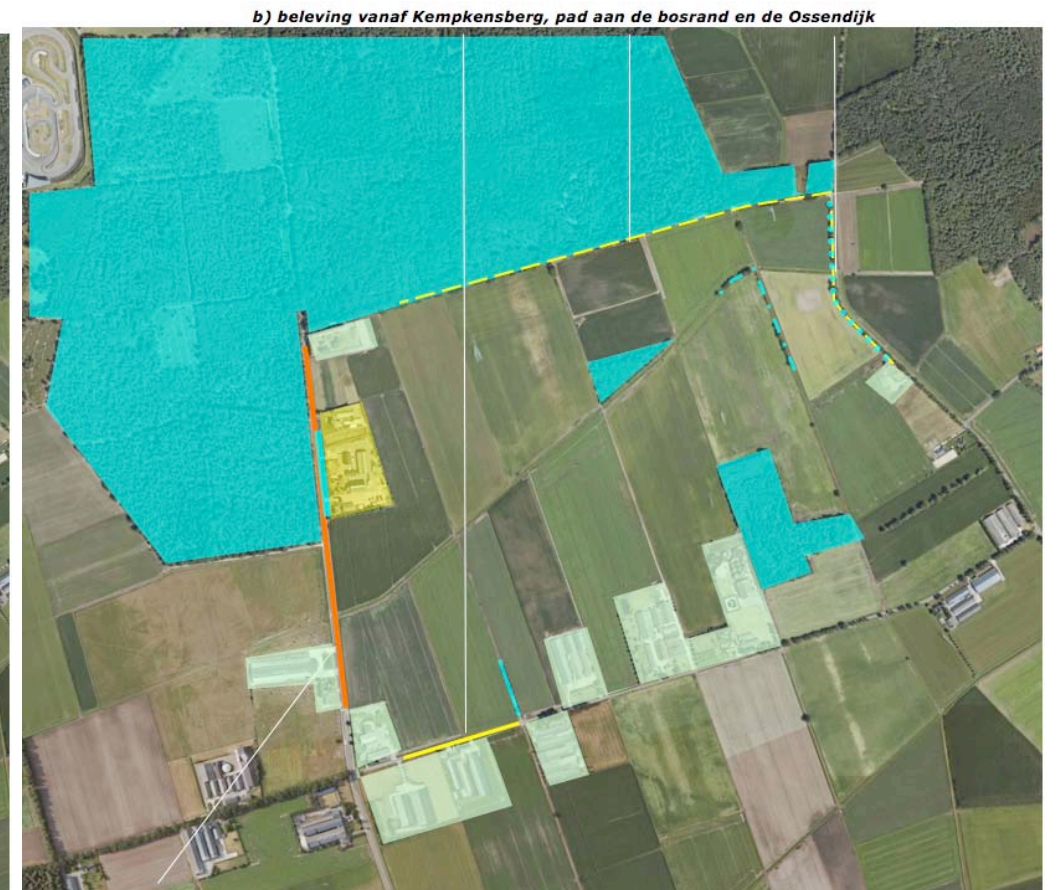 b) beleving vanaf Kempkensberg, pad aan de bosrand en de Ossendijk